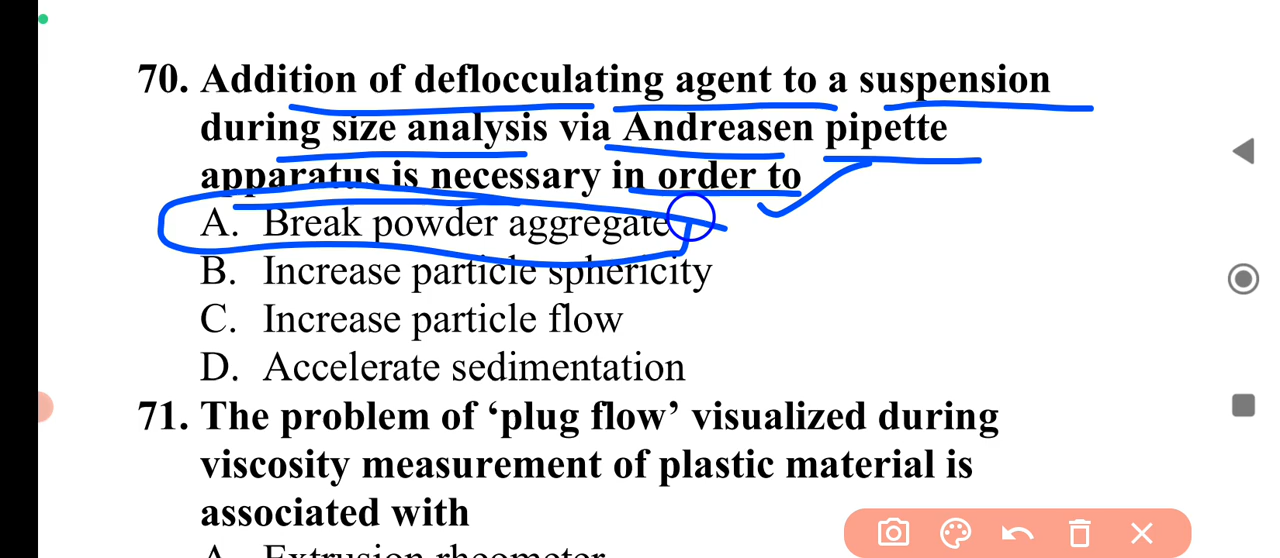 70. Addition of deflocculating agent to a suspension
during size analysis via Andreasen pipette
apparatus is necessary in order to
A. Break powder aggregate
B. Increase particle sphericity
C. Increase particle flow
D. Accelerate sedimentation
71. The problem of ‘plug flow’ visualized during
viscosity measurement of plastic material is
associated with
A. Extrusion rheometer